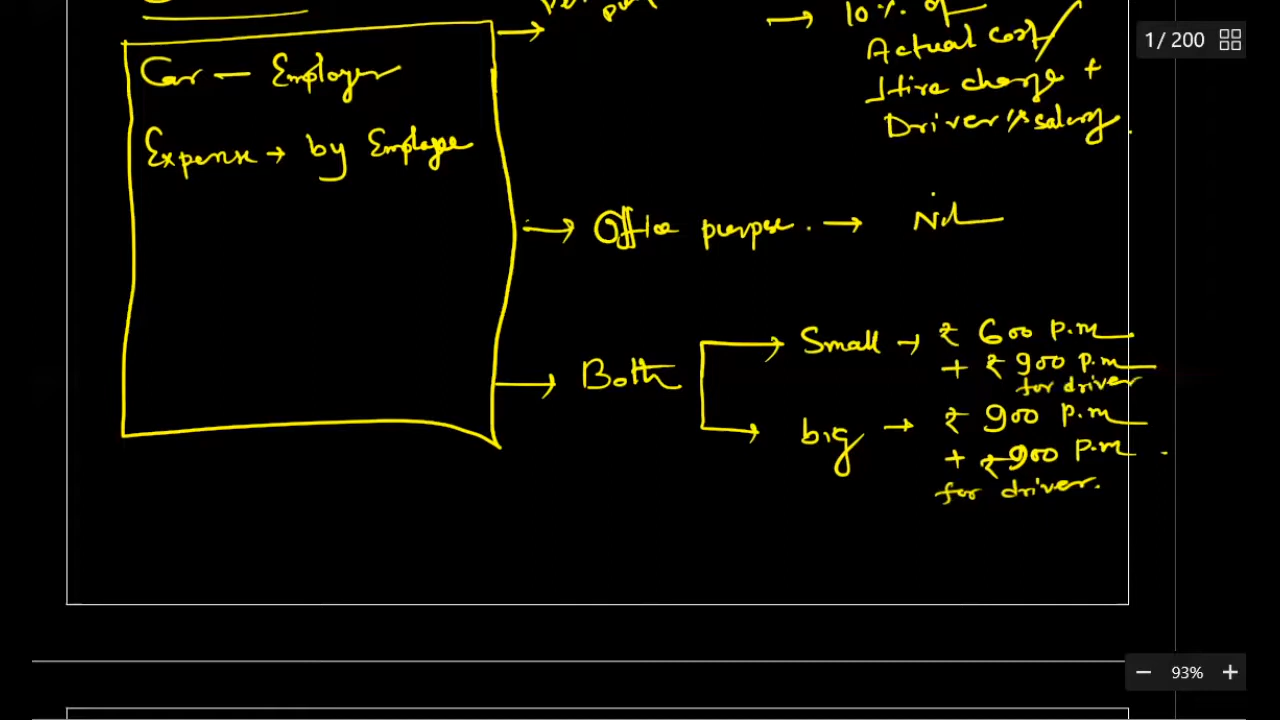 10% of
Actual cost/
Hire charge +
Driver's salary.
Car — Employer
Expense → by Employee
→ Office purpose. → Nil
→ Both
Small → ₹ 600 p.m
+ ₹ 900 p.m
for driver
big → ₹ 900 p.m
+ ₹ 900 p.m.
for driver.
1 / 200
93%